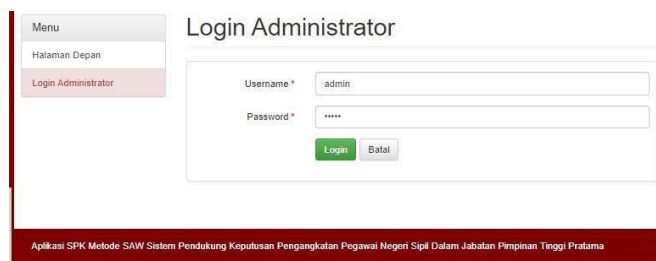 Menu
Login Administrator
Halaman Depan
Login Administrator
Username *
admin
Password *
•••••
Login
Batal
Aplikasi SPK Metode SAW Sistem Pendukung Keputusan Pengangkatan Pegawai Negeri Sipil Dalam Jabatan Pimpinan Tinggi Pratama